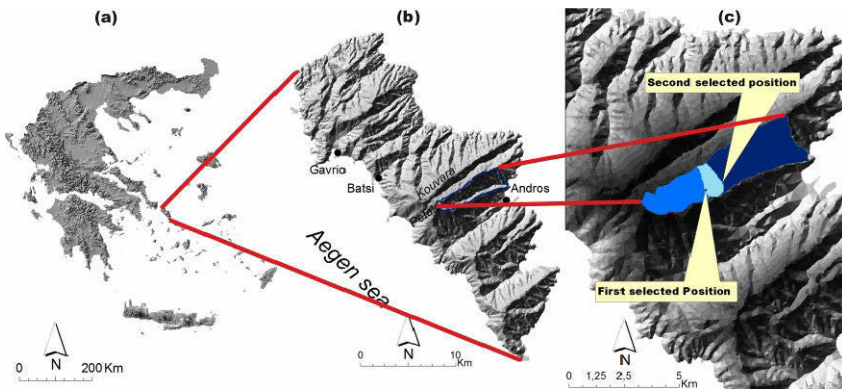 (a)
(b)
(c)
Second selected position
Gavrio
Batsi
Kouvara
Andros
Aegen sea
First selected Position
N
0 200 Km
N
0 10
Km
N
0 1,25 2,5 5
Km